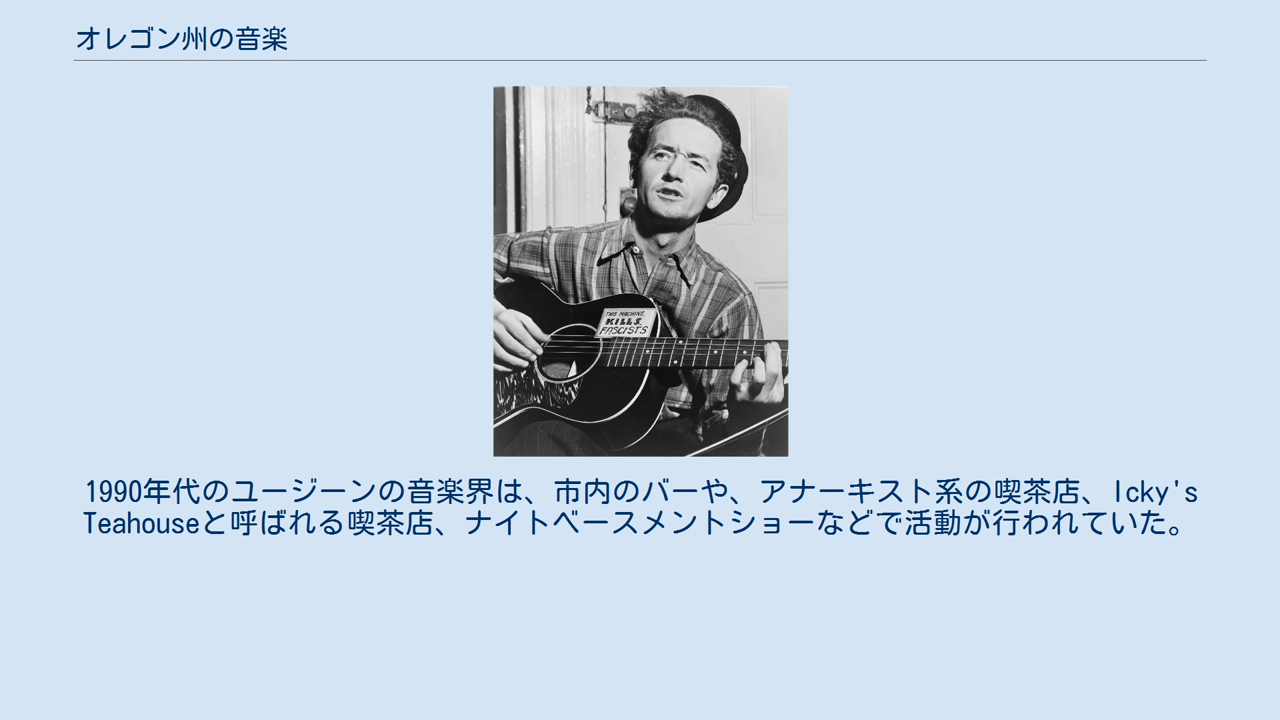 オレゴン州の音楽
THIS MACHINE
KILLS
FASCISTS
1990年代のユージーンの音楽界は、市内のバーや、アナーキスト系の喫茶店、Icky's
Teahouseと呼ばれる喫茶店、ナイトベースメントショーなどで活動が行われていた。